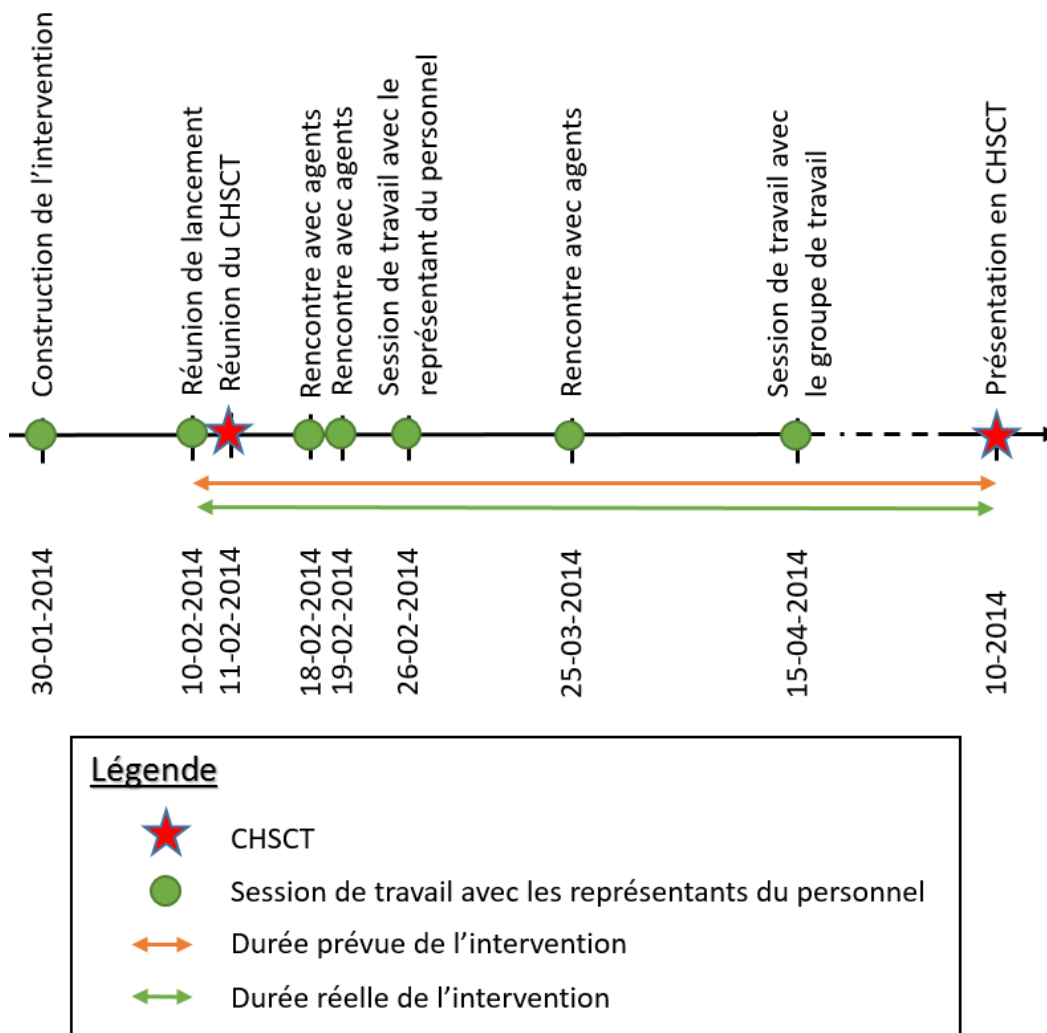 Construction de l'intervention
Réunion de lancement
Réunion du CHSCT
Rencontre avec agents
Rencontre avec agents
Session de travail avec le
représentant du personnel
Rencontre avec agents
Session de travail avec
le groupe de travail
Présentation en CHSCT
30-01-2014
10-02-2014
11-02-2014
18-02-2014
19-02-2014
26-02-2014
25-03-2014
15-04-2014
10-2014
Légende
CHSCT
Session de travail avec les représentants du personnel
Durée prévue de l'intervention
Durée réelle de l'intervention